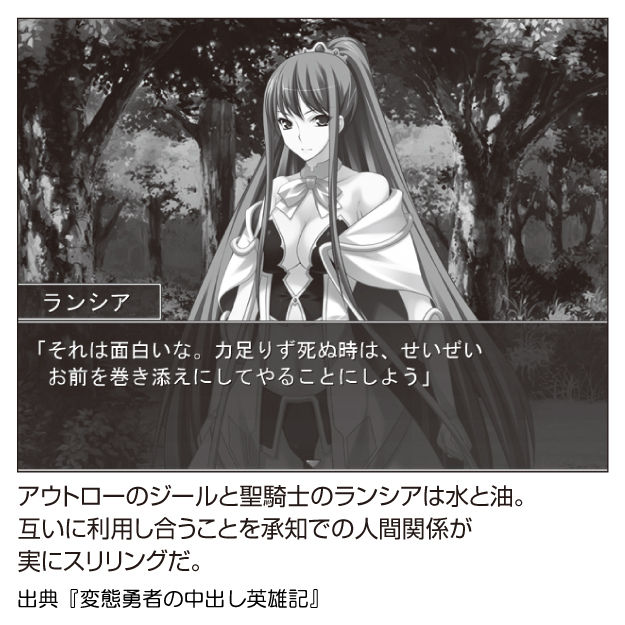 ランシア
「それは面白いな。力足りず死ぬ時は、せいぜい
お前を巻き添えにしてやることにしよう」
アウトローのジールと聖騎士のランシアは水と油。
互いに利用し合うことを承知での人間関係が
実にスリリングだ。
出典『変態勇者の中出し英雄記』